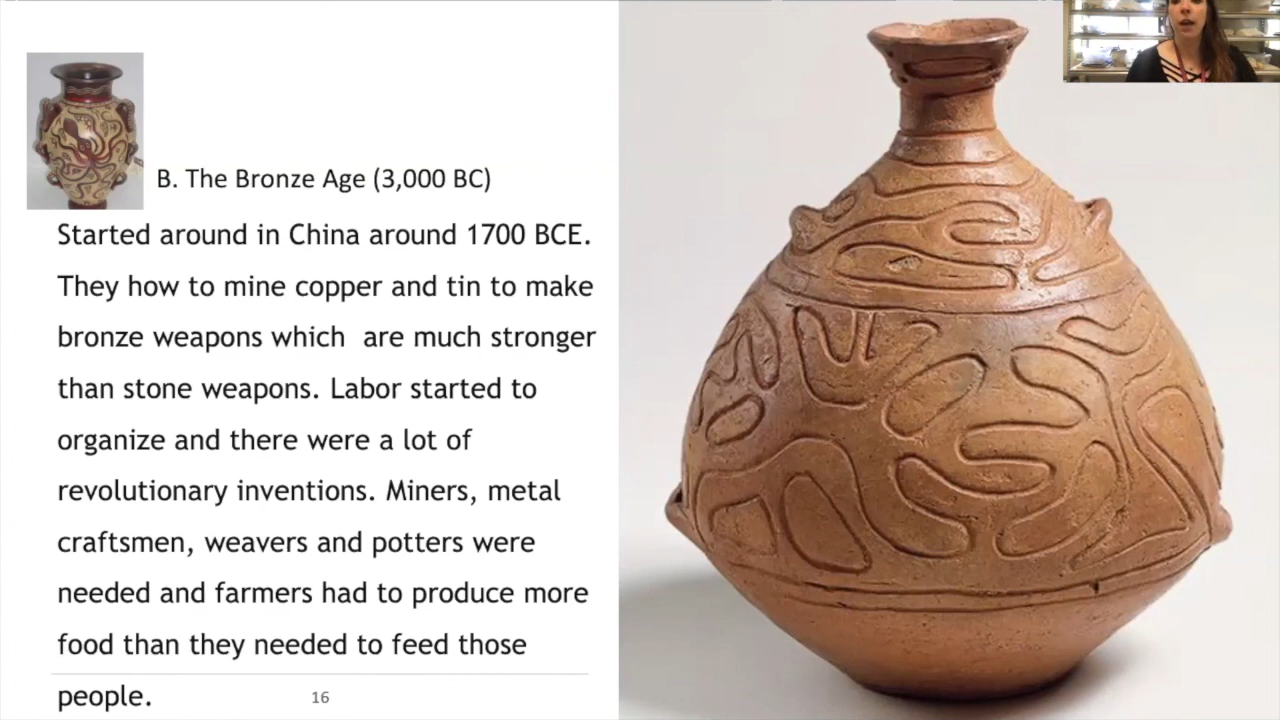 B. The Bronze Age (3,000 BC)
Started around in China around 1700 BCE.
They how to mine copper and tin to make
bronze weapons which  are much stronger
than stone weapons. Labor started to
organize and there were a lot of
revolutionary inventions. Miners, metal
craftsmen, weavers and potters were
needed and farmers had to produce more
food than they needed to feed those
people.
16